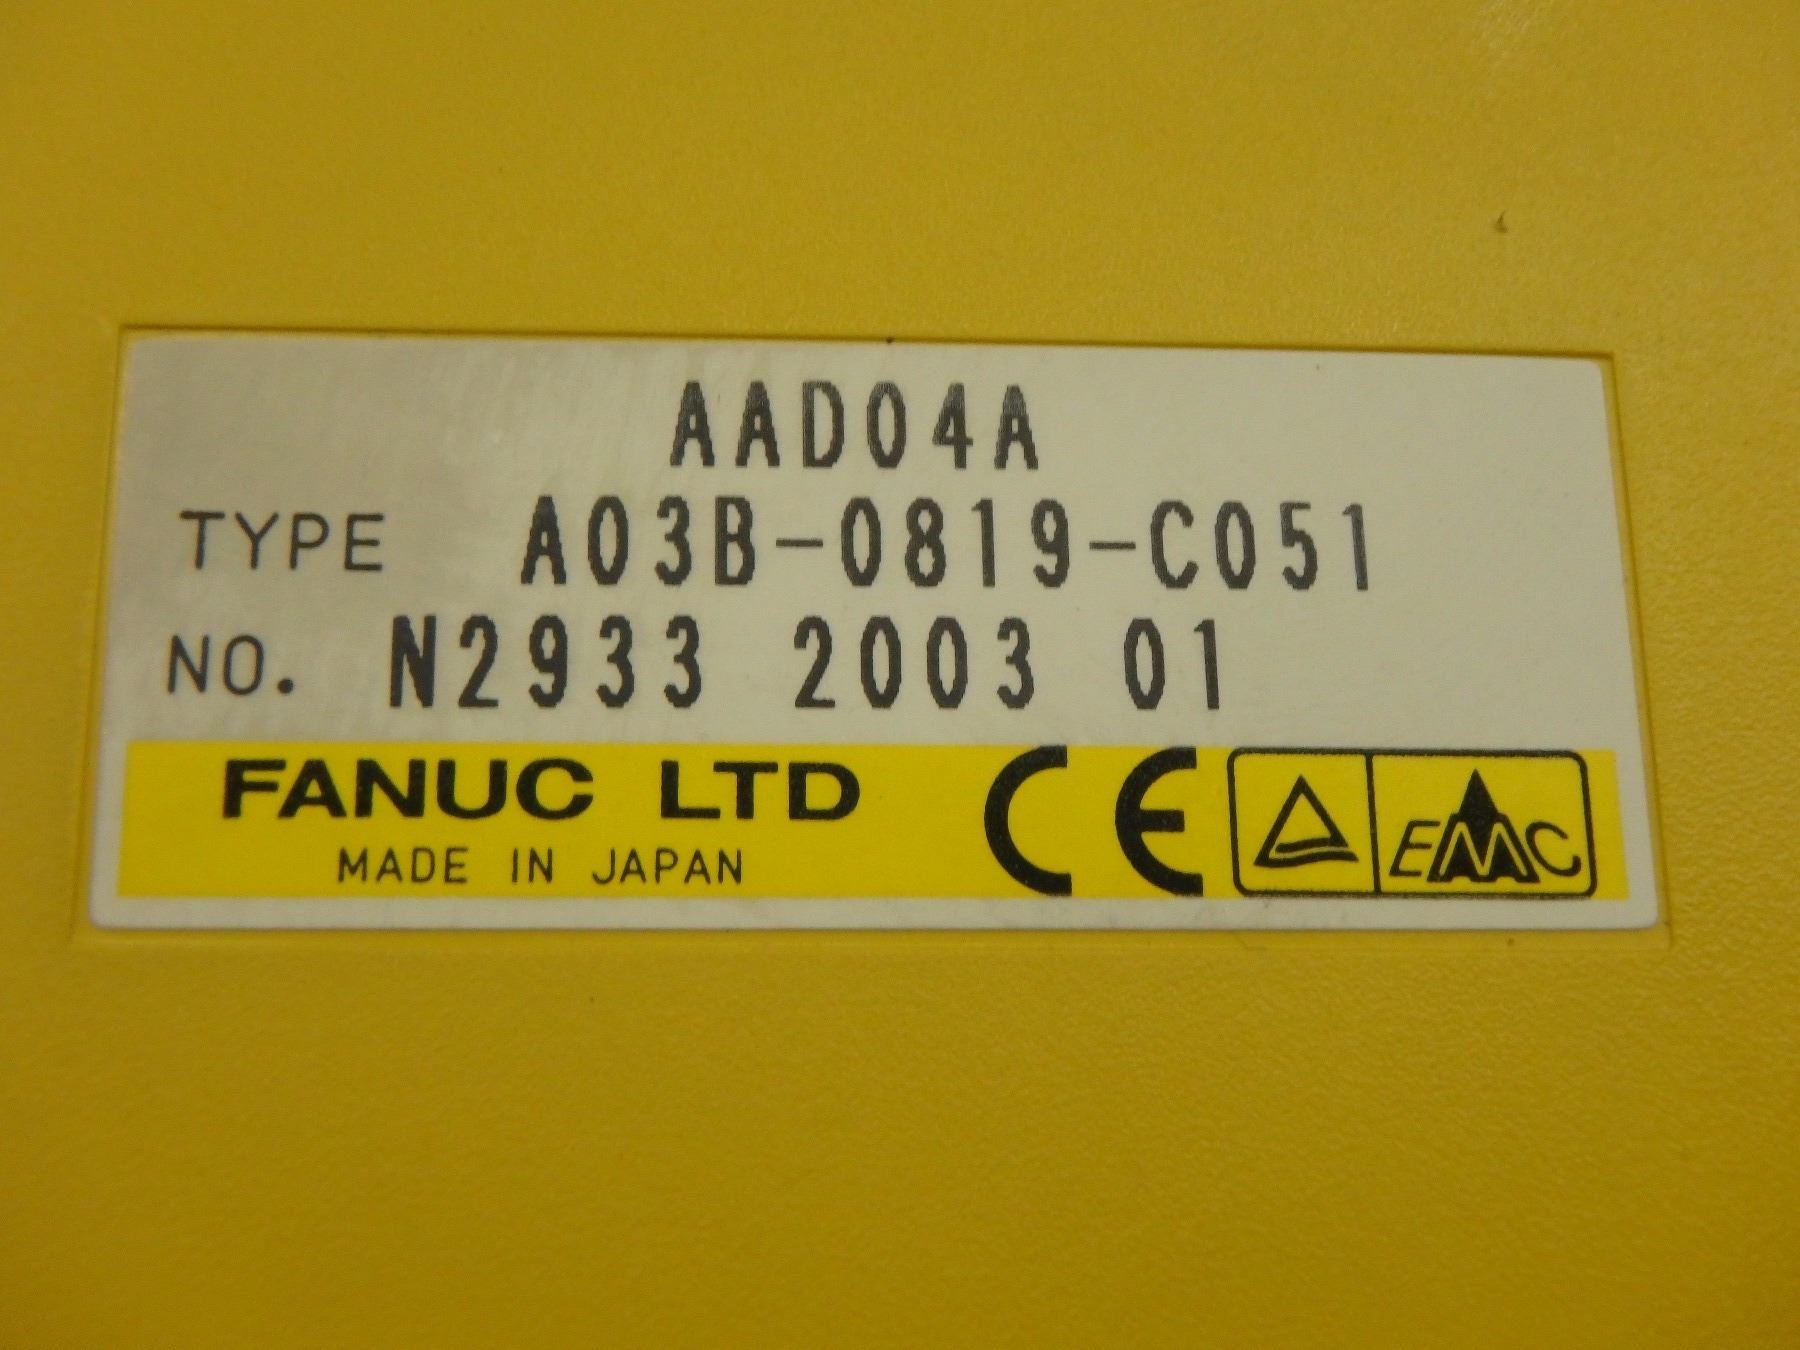 AAD04A
TYPE A03B-0819-C051
NO. N2933 2003 01
FANUC LTD CE EMC
MADE IN JAPAN